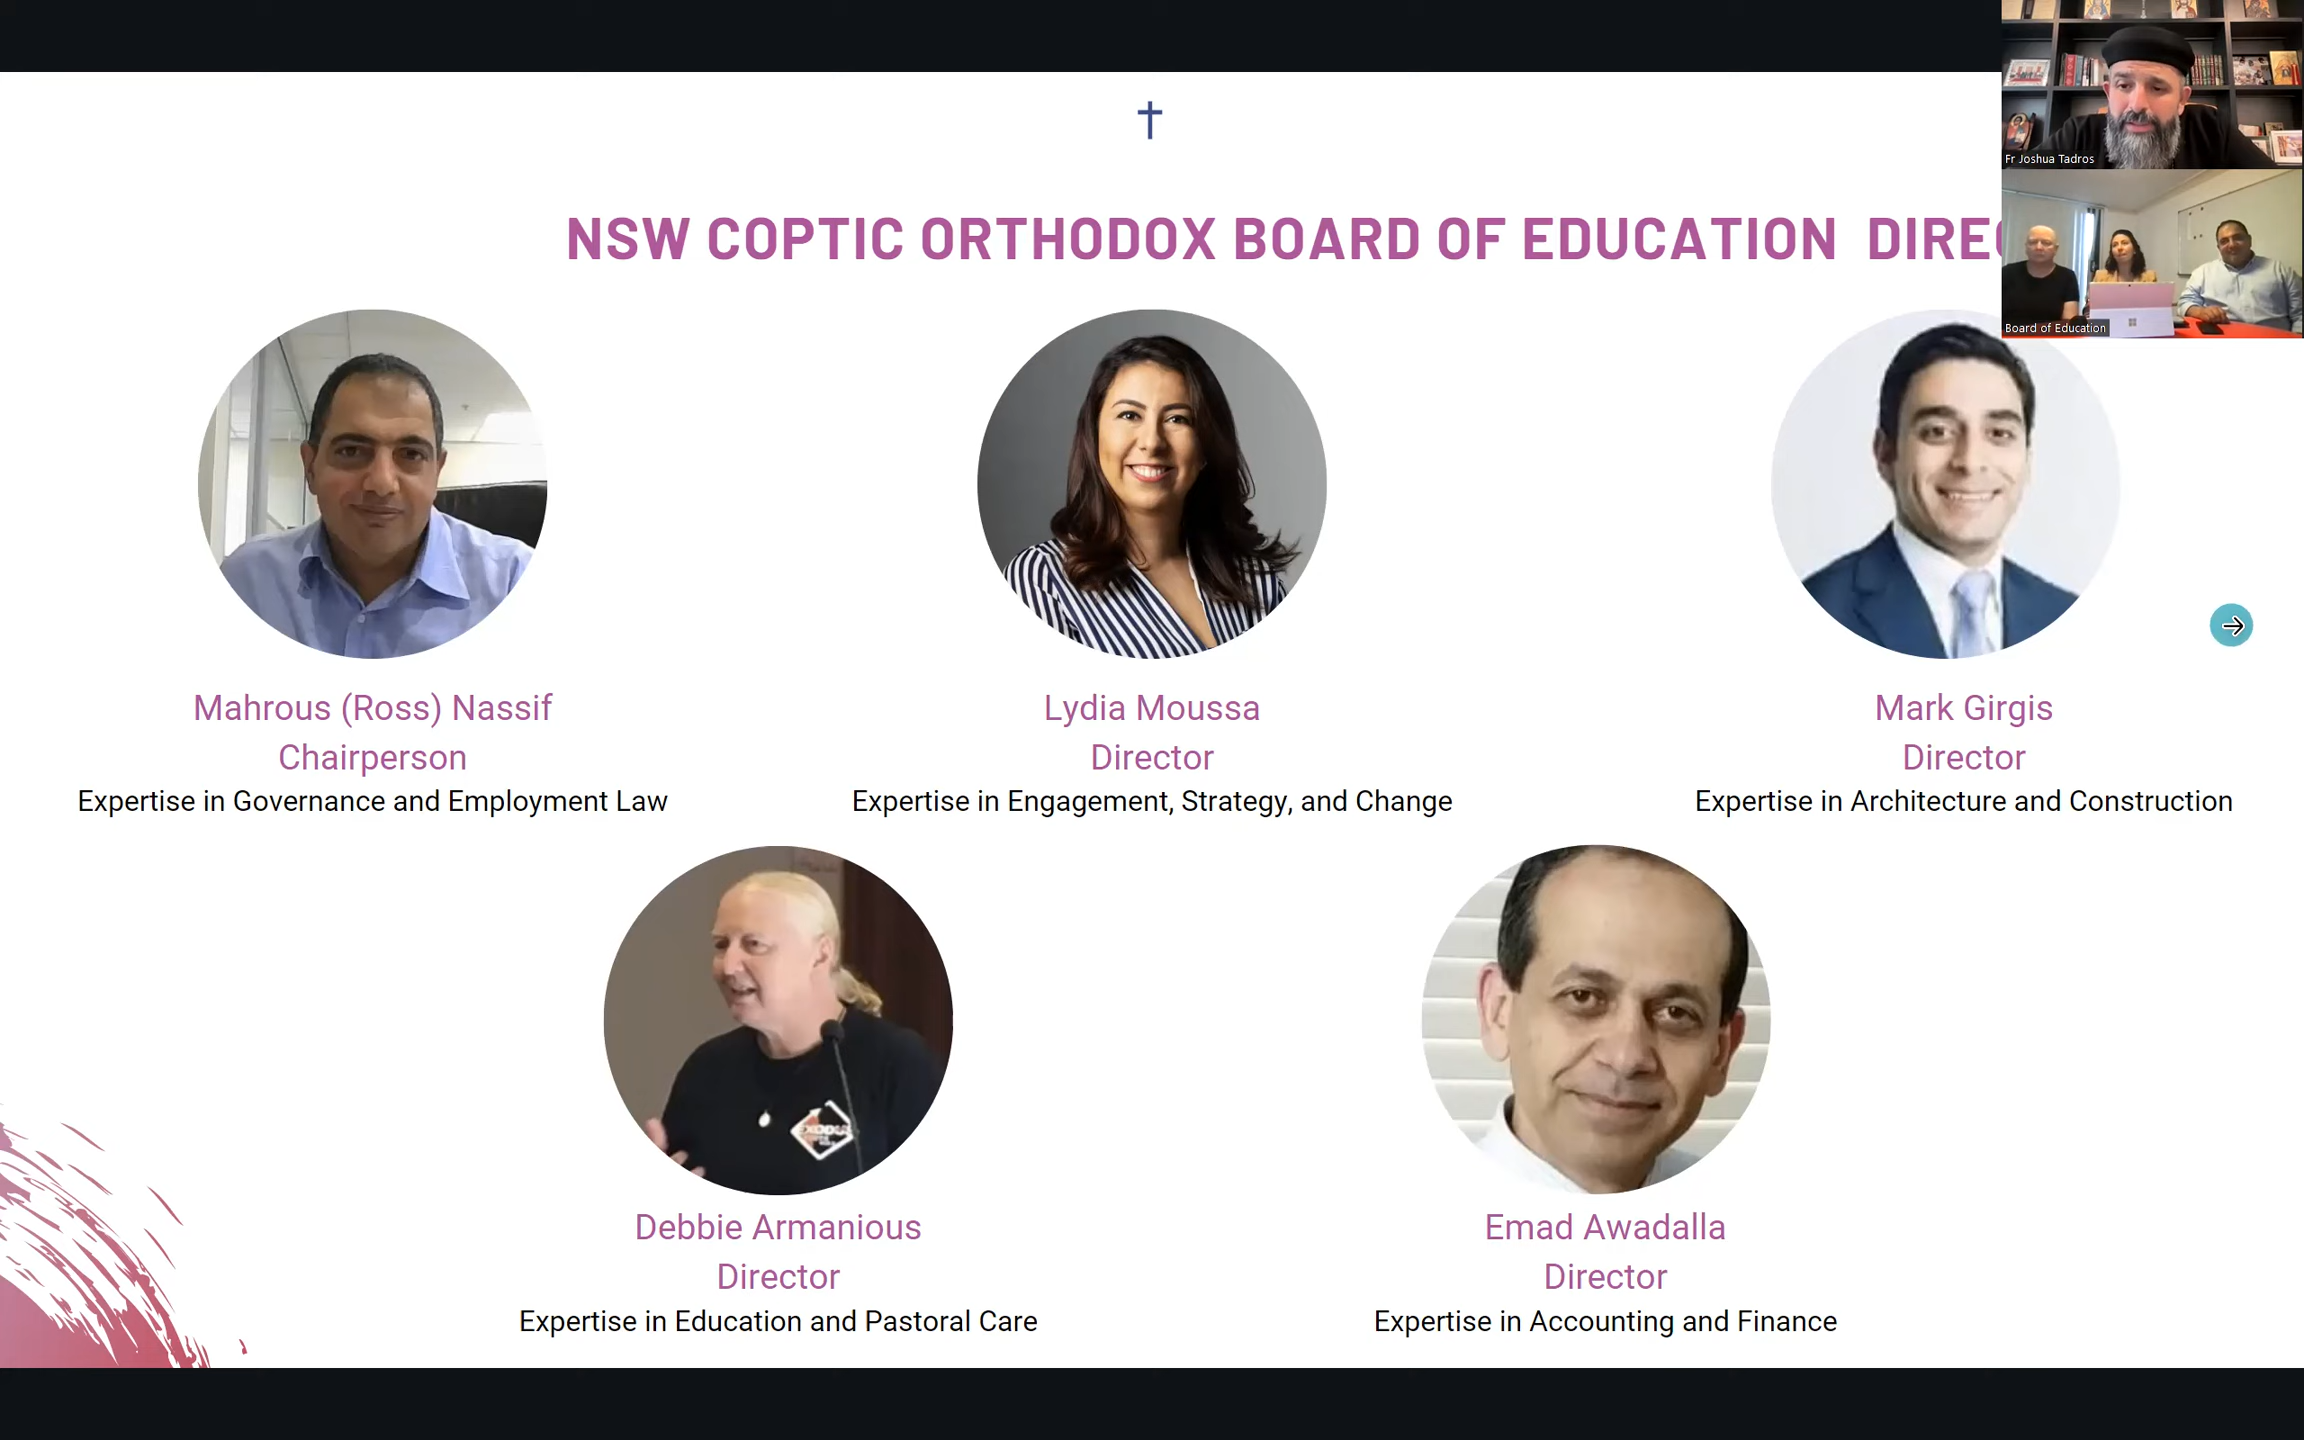 NSW COPTIC ORTHODOX BOARD OF EDUCATION DIREC
Fr Joshua Tadros
Board of Education
Mahrous (Ross) Nassif
Chairperson
Expertise in Governance and Employment Law
Lydia Moussa
Director
Expertise in Engagement, Strategy, and Change
Mark Girgis
Director
Expertise in Architecture and Construction
EXODUS
Debbie Armanious
Director
Expertise in Education and Pastoral Care
Emad Awadalla
Director
Expertise in Accounting and Finance